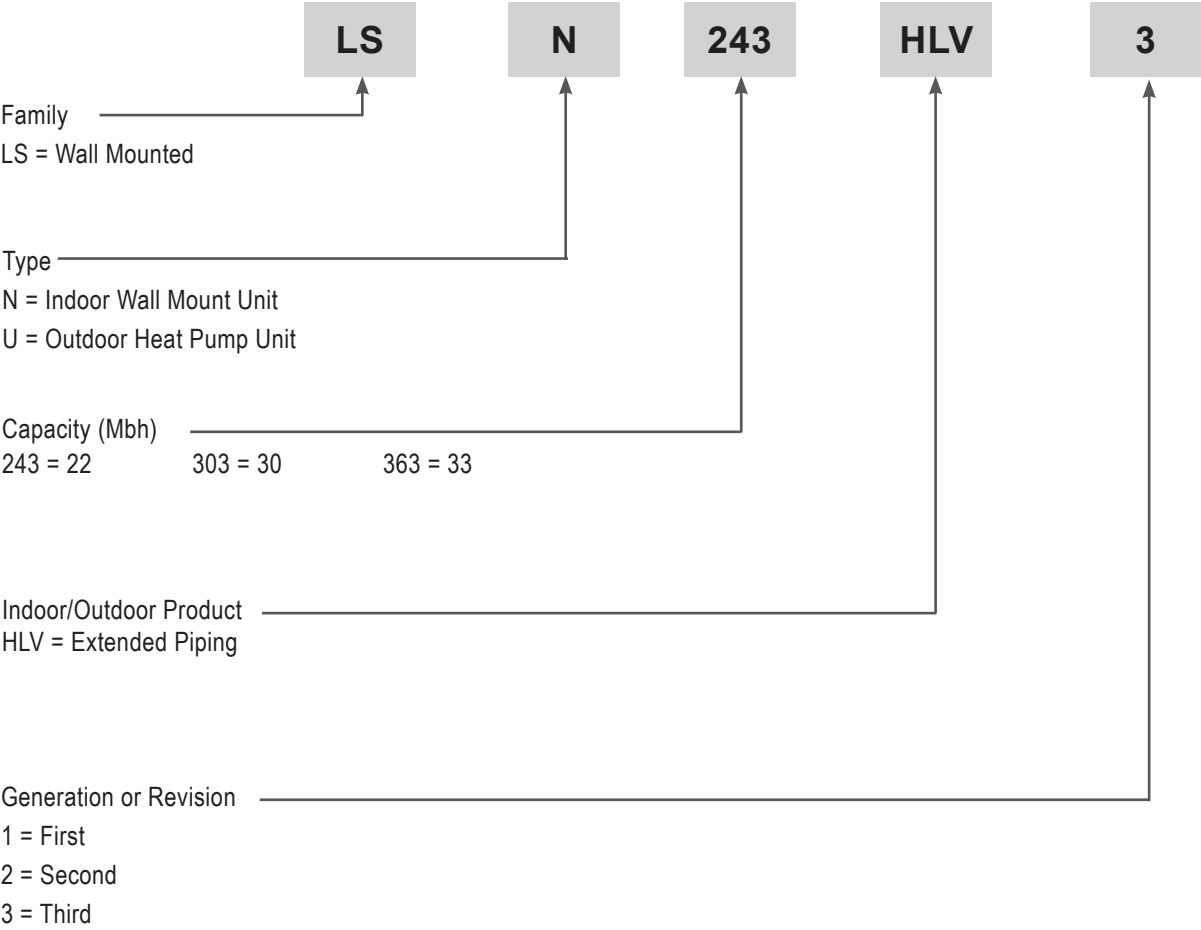 LS N 243 HLV 3
Family
LS = Wall Mounted
Type
N = Indoor Wall Mount Unit
U = Outdoor Heat Pump Unit
Capacity (Mbh)
243 = 22 303 = 30 363 = 33
Indoor/Outdoor Product
HLV = Extended Piping
Generation or Revision
1 = First
2 = Second
3 = Third